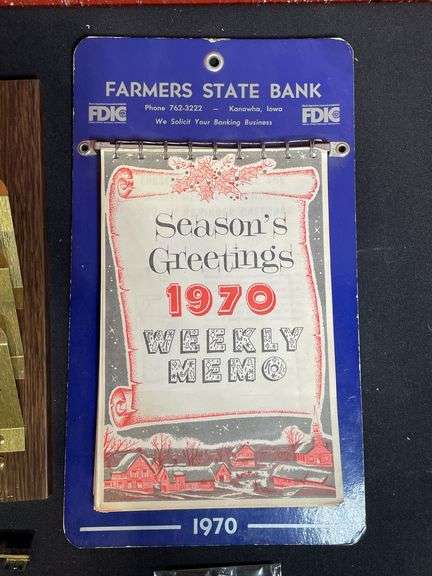 FARMERS STATE BANK
FDIC
Phone 762-3222 — Kanawha, Iowa
FDIC
We Solicit Your Banking Business
Season's
Greetings
1970
WEEKLY
MEMO
1970